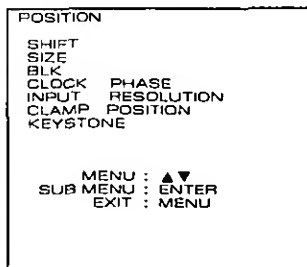 POSITION
SHIFT
SIZE
BLK
CLOCK PHASE
INPUT RESOLUTION
CLAMP POSITION
KEYSTONE
MENU : ▲▼
SUB MENU : ENTER
EXIT : MENU